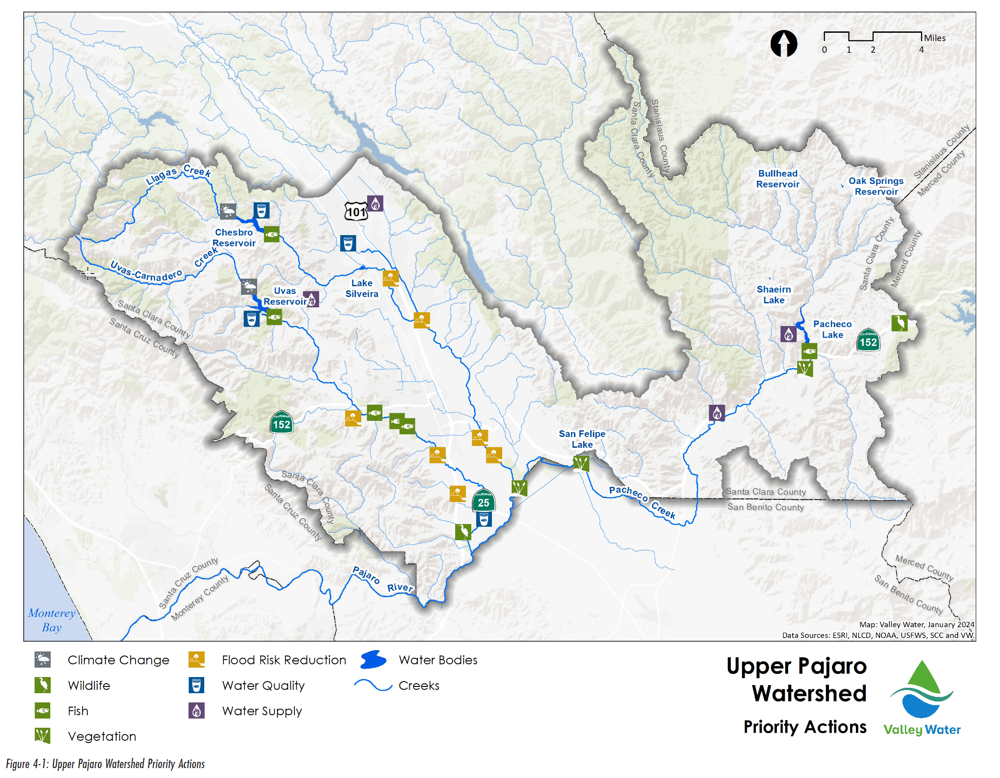 0 1 2 4 Miles
Stanislaus County
Santa Clara County
Stanislaus County
Merced County
Llagas Creek
Bullhead
Reservoir
Oak Springs
Reservoir
101
Chesbro
Reservoir
Santa Clara County
Merced County
Uvas-Carnadero Creek
Lake
Silveira
Uvas
Reservoir
Shaeirn
Lake
Santa Clara County
Santa Cruz County
Pacheco
Lake
CALIFORNIA
152
CALIFORNIA
152
San Felipe
Lake
Santa Clara County
Santa Cruz County
CALIFORNIA
25
Pacheco Creek
Santa Clara County
San Benito County
Santa Cruz County
Monterey County
Pajaro River
Merced County
San Benito County
Monterey
Bay
Map: Valley Water, January 2024
Data Sources: ESRI, NLCD, NOAA, USFWS, SCC and VW.
Climate Change
Wildlife
Fish
Vegetation
Flood Risk Reduction
Water Quality
Water Supply
Water Bodies
Creeks
Upper Pajaro
Watershed
Priority Actions
Valley Water
Figure 4-1: Upper Pajaro Watershed Priority Actions